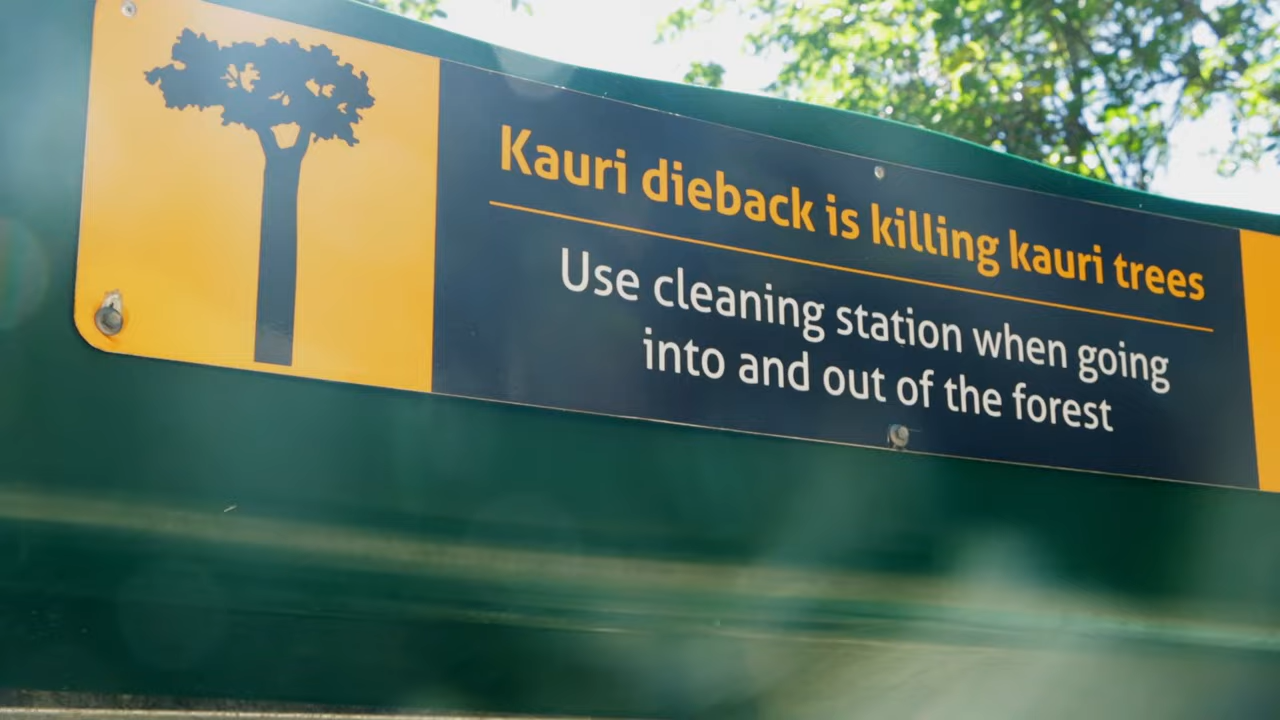 Kauri dieback is killing kauri trees
Use cleaning station when going
into and out of the forest